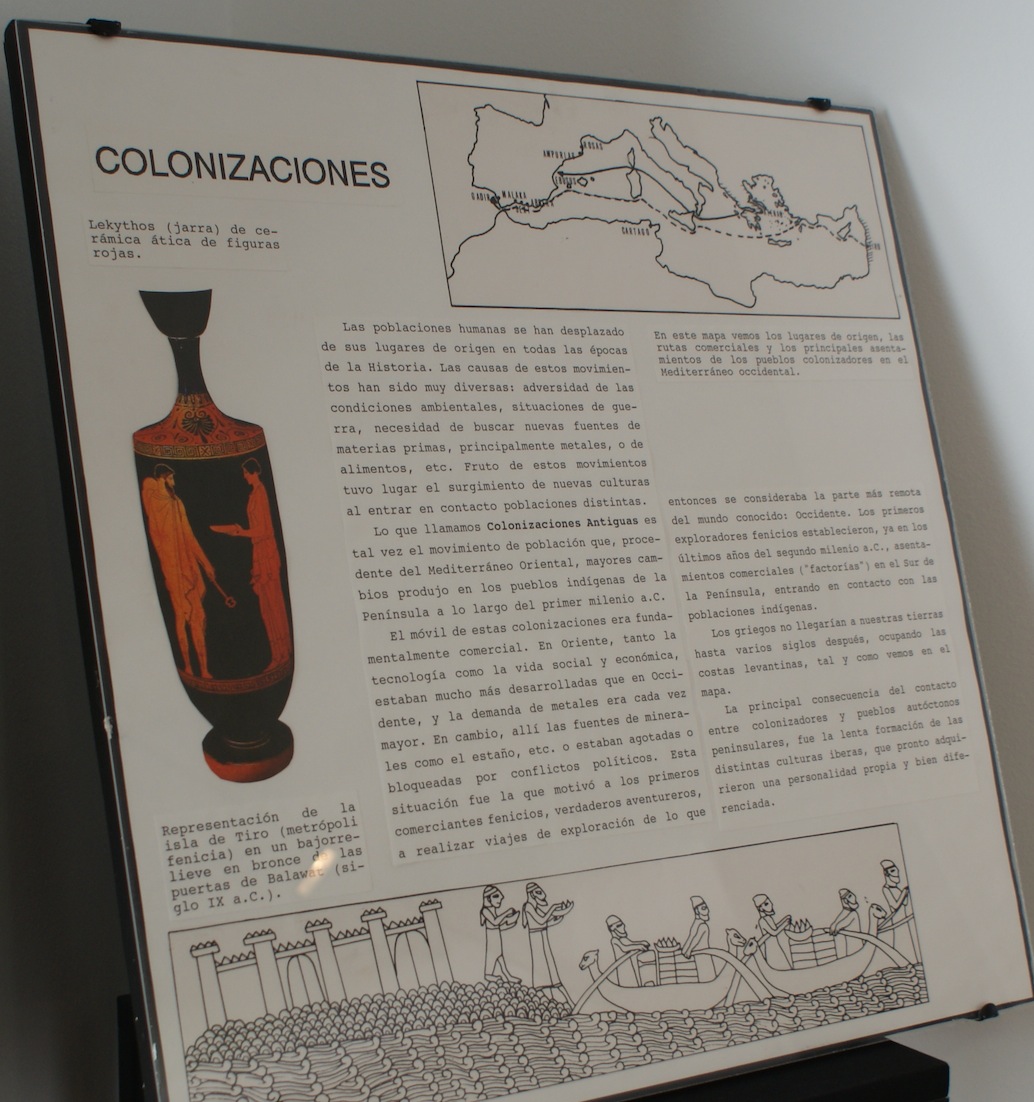 COLONIZACIONES
Lekythos (jarra) de ce-
rámica ática de figuras
rojas.
AMPURIAS
ROSAS
GADIR
MALAKA
CARTAGO
En este mapa vemos los lugares de origen, las
rutas comerciales y los principales asenta-
mientos de los pueblos colonizadores en el
Mediterráneo occidental.
Las poblaciones humanas se han desplazado
de sus lugares de origen en todas las épocas
de la Historia. Las causas de estos movimien-
tos han sido muy diversas: adversidad de las
condiciones ambientales, situaciones de gue-
rra, necesidad de buscar nuevas fuentes de
materias primas, principalmente metales, o de
alimentos, etc. Fruto de estos movimientos
tuvo lugar el surgimiento de nuevas culturas
al entrar en contacto poblaciones distintas.
Lo que llamamos Colonizaciones Antiguas es
tal vez el movimiento de población que, proce-
dente del Mediterráneo Oriental, mayores cam-
bios produjo en los pueblos indígenas de la
Península a lo largo del primer milenio a.C.
El móvil de estas colonizaciones era funda-
mentalmente comercial. En Oriente, tanto la
tecnología como la vida social y económica,
estaban mucho más desarrolladas que en Occi-
dente, y la demanda de metales era cada vez
mayor. En cambio, allí las fuentes de minera-
les como el estaño, etc. o estaban agotadas o
bloqueadas por conflictos políticos. Esta
situación fue la que motivó a los primeros
comerciantes fenicios, verdaderos aventureros,
a realizar viajes de exploración de lo que
entonces se consideraba la parte más remota
del mundo conocido: Occidente. Los primeros
exploradores fenicios establecieron, ya en los
últimos años del segundo milenio a.C., asenta-
mientos comerciales ("factorías") en el Sur de
la Península, entrando en contacto con las
poblaciones indígenas.
Los griegos no llegarían a nuestras tierras
hasta varios siglos después, ocupando las
costas levantinas, tal y como vemos en el
mapa.
La principal consecuencia del contacto
entre colonizadores y pueblos autóctonos
peninsulares, fue la lenta formación de las
distintas culturas iberas, que pronto adqui-
rieron una personalidad propia y bien dife-
renciada.
Representación de la
isla de Tiro (metrópoli
fenicia) en un bajorre-
lieve en bronce de las
puertas de Balawat (si-
glo IX a.C.).